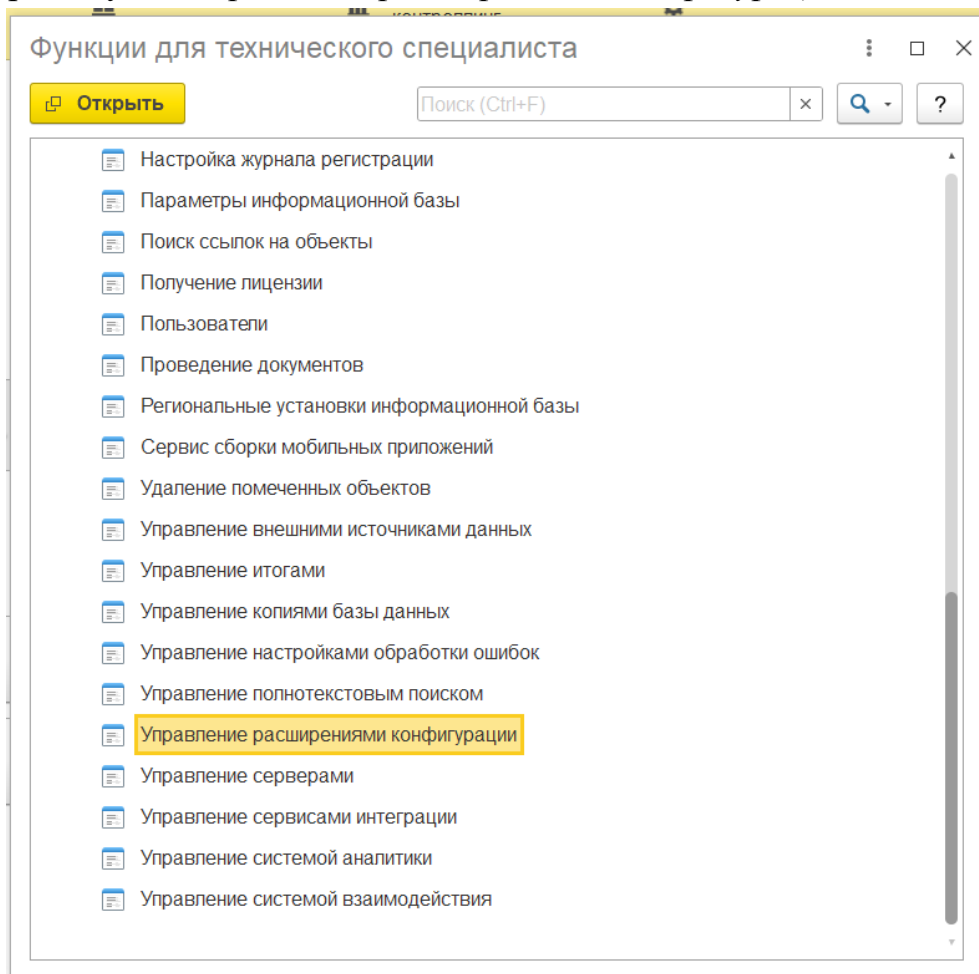 контроллинг
Функции для технического специалиста
Открыть
Поиск (Ctrl+F)
?
Настройка журнала регистрации
Параметры информационной базы
Поиск ссылок на объекты
Получение лицензии
Пользователи
Проведение документов
Региональные установки информационной базы
Сервис сборки мобильных приложений
Удаление помеченных объектов
Управление внешними источниками данных
Управление итогами
Управление копиями базы данных
Управление настройками обработки ошибок
Управление полнотекстовым поиском
Управление расширениями конфигурации
Управление серверами
Управление сервисами интеграции
Управление системой аналитики
Управление системой взаимодействия